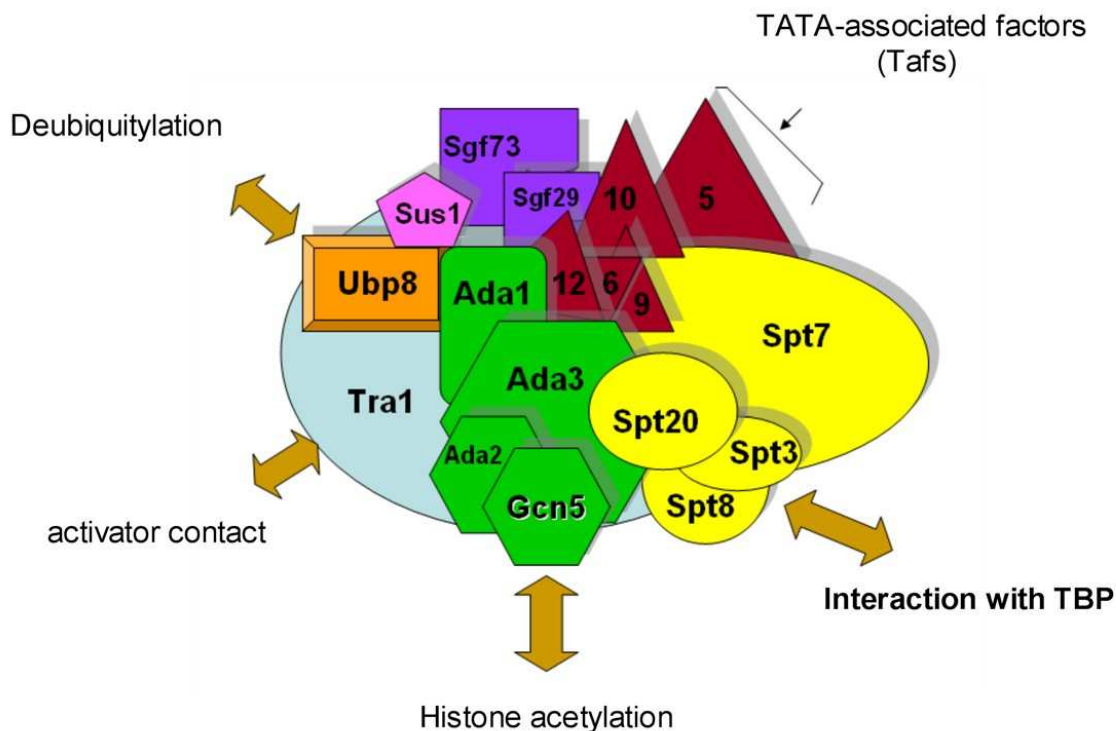 TATA-associated factors
(Tafs)
Deubiquitylation
Sgf73
Sus1
Sgf29
10
5
Ubp8
Ada1
12
6
9
Spt7
Tra1
Ada3
Spt20
Ada2
Spt3
Gcn5
Spt8
activator contact
Interaction with TBP
Histone acetylation